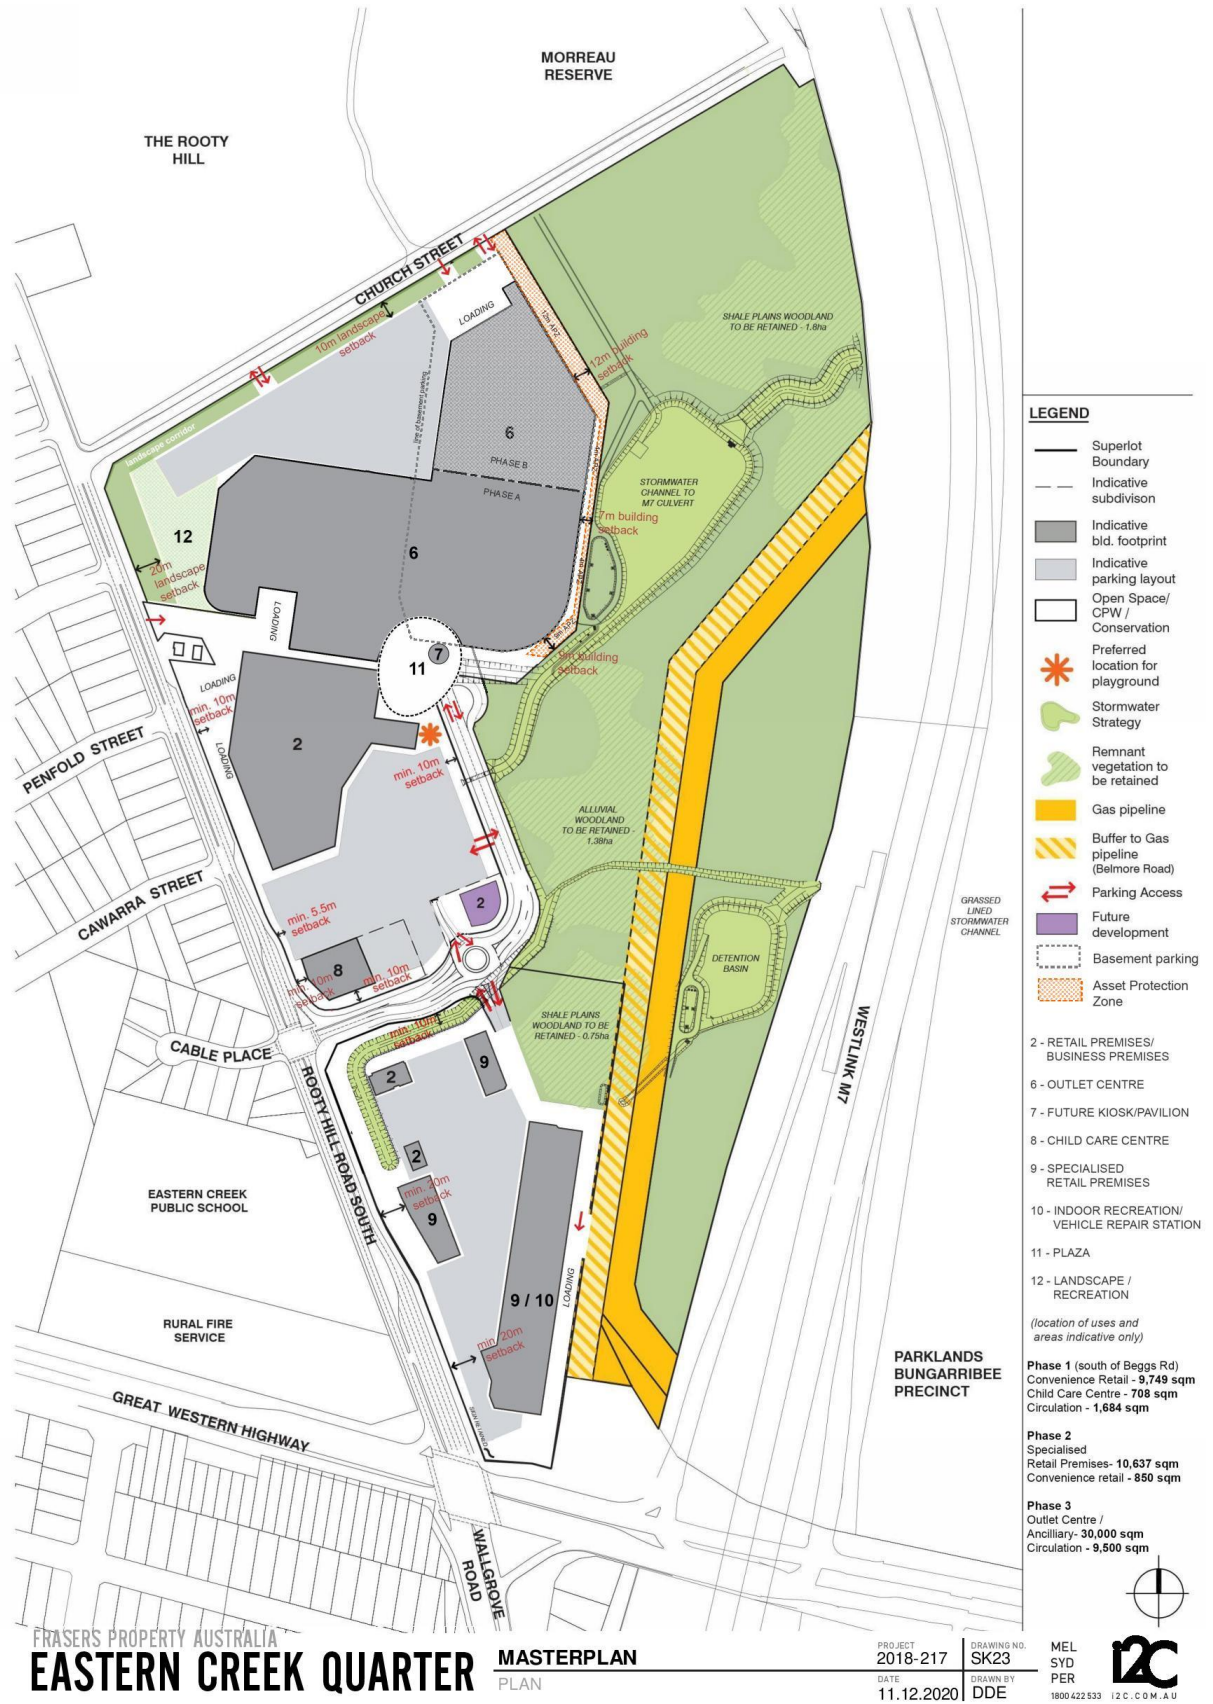 MORREAU
RESERVE
THE ROOTY
HILL
CHURCH STREET
LOADING
10m landscape
setback
12m APZ
12m building
setback
SHALE PLAINS WOODLAND
TO BE RETAINED - 1.8ha
line of basement parking
landscape corridor
6
PHASE B
PHASE A
STORMWATER
CHANNEL TO
M7 CULVERT
7m building
setback
12
6
20m
landscape
setback
LOADING
9m APZ
9m building
setback
7
11
LOADING
min. 10m
setback
LOADING
2
min. 10m
setback
PENFOLD STREET
ALLUVIAL
WOODLAND
TO BE RETAINED -
1.38ha
CAWARRA STREET
min. 5.5m
setback
2
8
min. 10m
setback
min. 10m
setback
GRASSED
LINED
STORMWATER
CHANNEL
DETENTION
BASIN
SHALE PLAINS
WOODLAND TO BE
RETAINED - 0.75ha
min. 10m
setback
CABLE PLACE
WESTLINK M7
ROOTY HILL ROAD SOUTH
2
9
2
min. 20m
setback
9
EASTERN CREEK
PUBLIC SCHOOL
9 / 10
LOADING
RURAL FIRE
SERVICE
min. 20m
setback
GREAT WESTERN HIGHWAY
PARKLANDS
BUNGARRIBEE
PRECINCT
WALLGROVE
ROAD
LEGEND
Superlot
Boundary
Indicative
subdivison
Indicative
bld. footprint
Indicative
parking layout
Open Space/
CPW /
Conservation
Preferred
location for
playground
Stormwater
Strategy
Remnant
vegetation to
be retained
Gas pipeline
Buffer to Gas
pipeline
(Belmore Road)
Parking Access
Future
development
Basement parking
Asset Protection
Zone
2 - RETAIL PREMISES/
BUSINESS PREMISES
6 - OUTLET CENTRE
7 - FUTURE KIOSK/PAVILION
8 - CHILD CARE CENTRE
9 - SPECIALISED
RETAIL PREMISES
10 - INDOOR RECREATION/
VEHICLE REPAIR STATION
11 - PLAZA
12 - LANDSCAPE /
RECREATION
(location of uses and
areas indicative only)
Phase 1 (south of Beggs Rd)
Convenience Retail - 9,749 sqm
Child Care Centre - 708 sqm
Circulation - 1,684 sqm
Phase 2
Specialised
Retail Premises- 10,637 sqm
Convenience retail - 850 sqm
Phase 3
Outlet Centre /
Ancilliary- 30,000 sqm
Circulation - 9,500 sqm
FRASERS PROPERTY AUSTRALIA
EASTERN CREEK QUARTER
MASTERPLAN
PLAN
PROJECT
2018-217
DATE
11.12.2020
DRAWING NO.
SK23
DRAWN BY
DDE
MEL
SYD
PER
1800 422 533
i2C
i2C.COM.AU